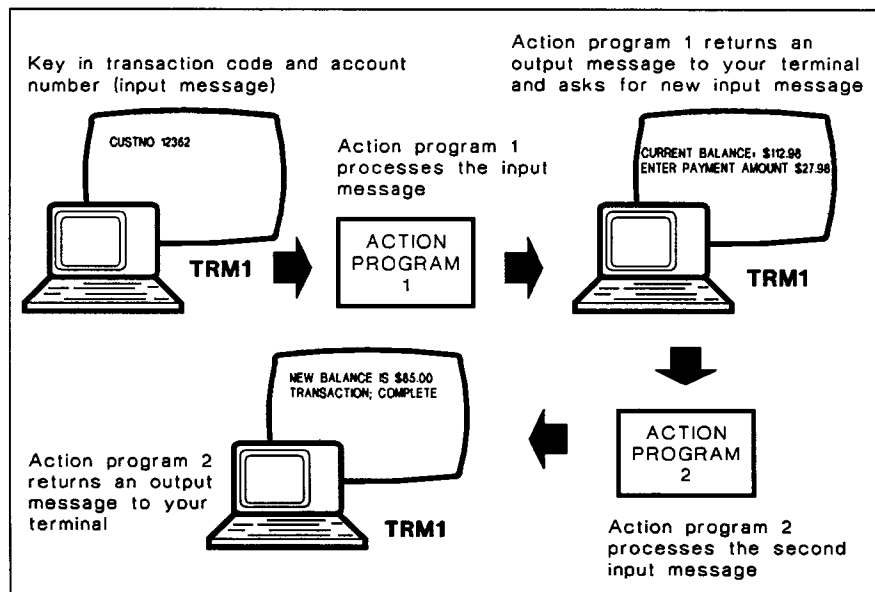 Key in transaction code and account
number (input message)
CUSTNO 12362
TRM1
Action program 1
processes the input
message
ACTION
PROGRAM
1
Action program 1 returns an
output message to your terminal
and asks for new input message
CURRENT BALANCE: $112.98
ENTER PAYMENT AMOUNT $27.98
TRM1
ACTION
PROGRAM
2
Action program 2
processes the second
input message
NEW BALANCE IS $85.00
TRANSACTION; COMPLETE
TRM1
Action program 2
returns an output
message to your
terminal